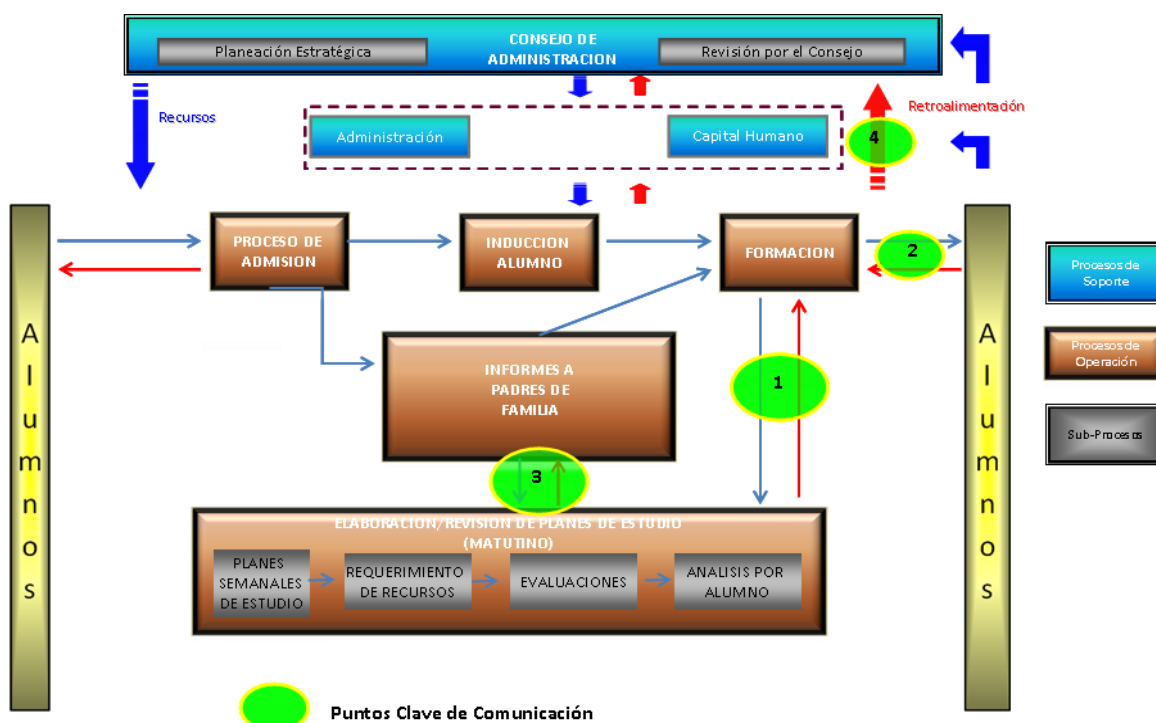 CONSEJO DE
ADMINISTRACION
Planeación Estratégica
Revisión por el Consejo
Recursos
Retroalimentación
Administración
Capital Humano
4
Alumnos
PROCESO DE
ADMISION
INDUCCION
ALUMNO
FORMACION
2
Alumnos
Procesos de
Soporte
Procesos de
Operación
Sub-Procesos
INFORMES A
PADRES DE
FAMILIA
1
3
ELABORACION/REVISION DE PLANES DE ESTUDIO
(MATUTINO)
PLANES
SEMANALES
DE ESTUDIO
REQUERIMIENTO
DE RECURSOS
EVALUACIONES
ANALISIS POR
ALUMNO
Puntos Clave de Comunicación